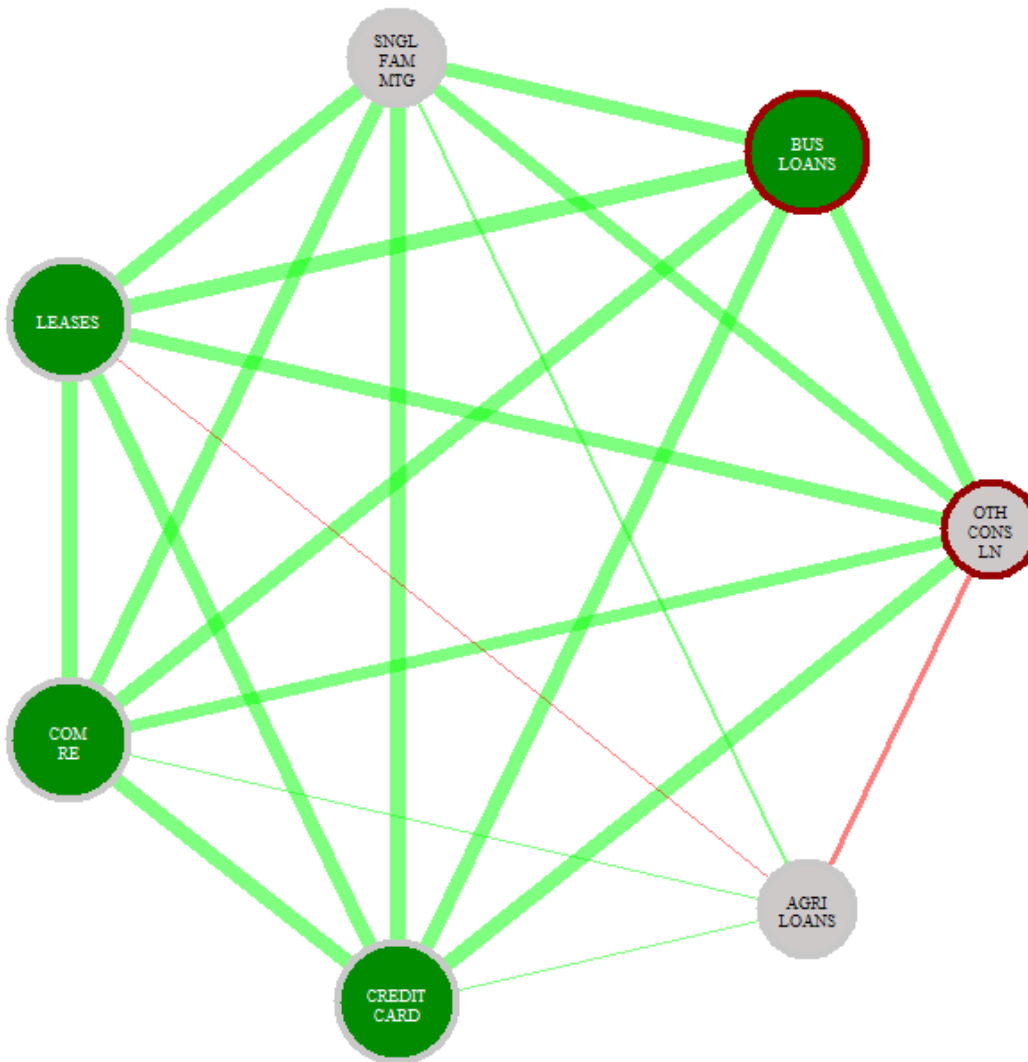 SNGL
FAM
MTG
BUS
LOANS
LEASES
OTH
CONS
LN
COM
RE
AGRI
LOANS
CREDIT
CARD